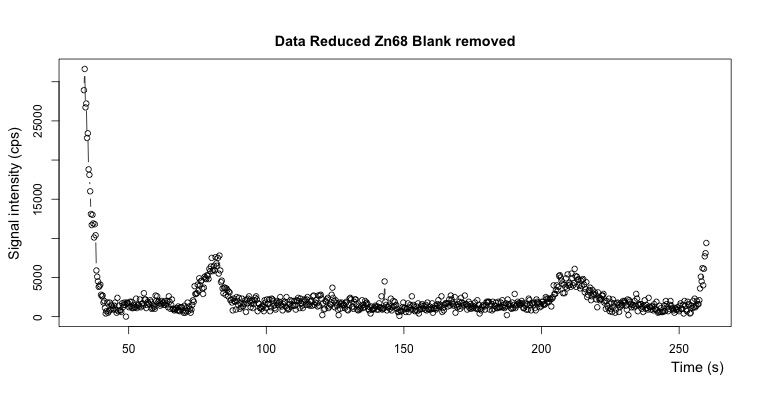 Data Reduced Zn68 Blank removed
Signal intensity (cps)
25000
15000
5000
0
50 100 150 200 250
Time (s)